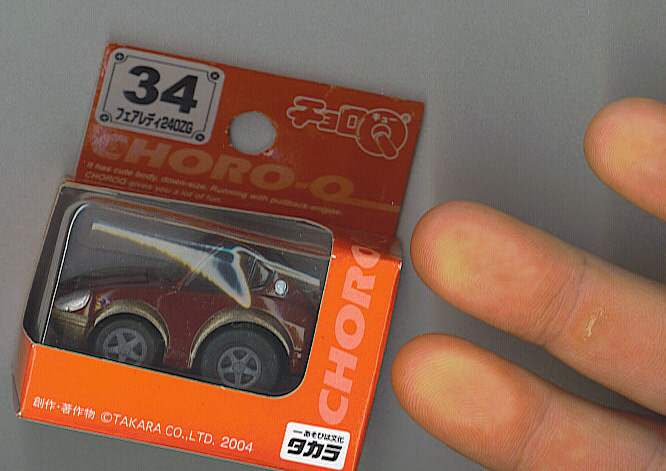 34
フェアレディ240ZG
チョロQ
キュー
CHORO-Q
It has cute body, down-size. Running with pullback-engine.
CHOROQ gives you a lot of fun.
CHORO
創作・著作物 ©TAKARA CO.,LTD. 2004
—あそびは文化
タカラ